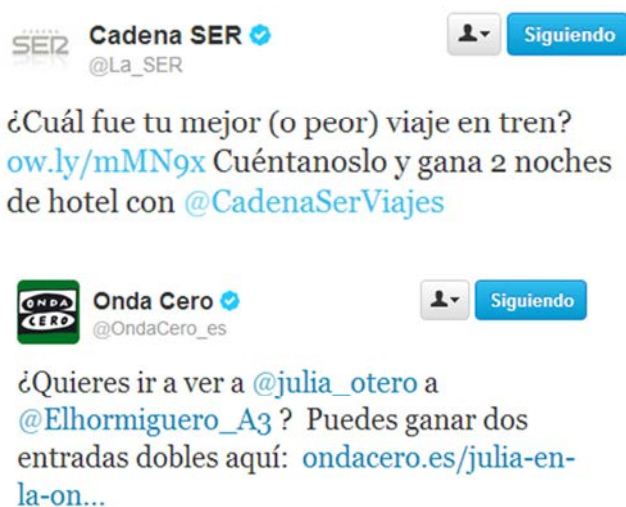 SER
Cadena SER
Siguiendo
@La_SER
¿Cuál fue tu mejor (o peor) viaje en tren?
ow.ly/mMN9x Cuéntanoslo y gana 2 noches
de hotel con @CadenaSerViajes
ONDA
CERO
Onda Cero
Siguiendo
@OndaCero_es
¿Quieres ir a ver a @julia_otero a
@Elhormiguero_A3 ? Puedes ganar dos
entradas dobles aquí: ondacero.es/julia-en-
la-on...